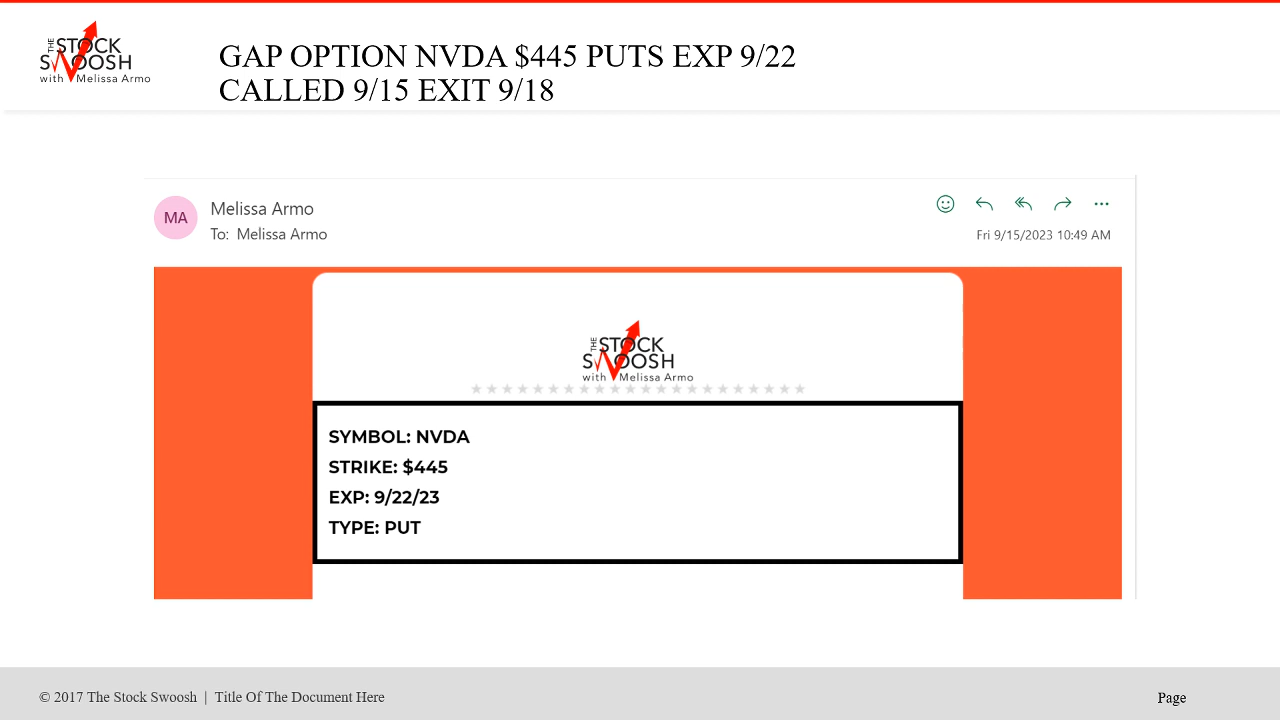 THE STOCK SWOOSH
with Melissa Armo
GAP OPTION NVDA $445 PUTS EXP 9/22
CALLED 9/15 EXIT 9/18
MA
Melissa Armo
To: Melissa Armo
Fri 9/15/2023 10:49 AM
THE STOCK SWOOSH
with Melissa Armo
SYMBOL: NVDA
STRIKE: $445
EXP: 9/22/23
TYPE: PUT
© 2017 The Stock Swoosh | Title Of The Document Here
Page